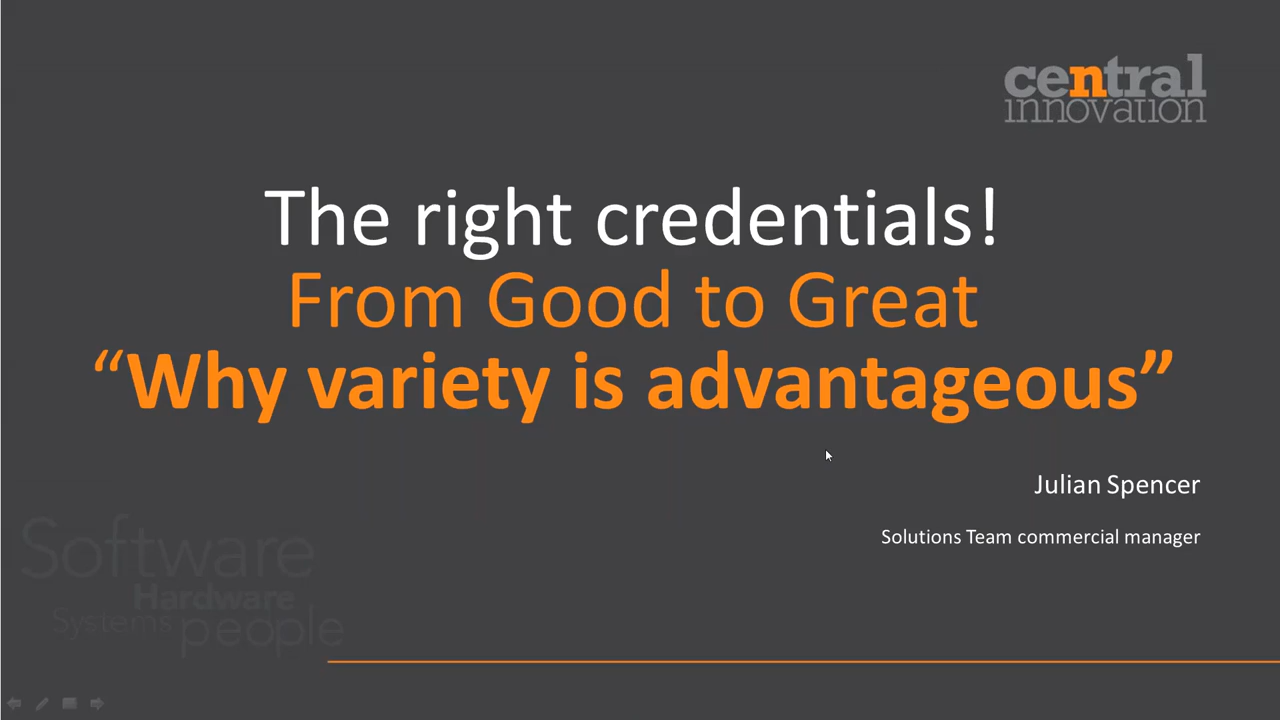 central
innovation
The right credentials!
From Good to Great
“Why variety is advantageous”
Julian Spencer
Solutions Team commercial manager
Software
Hardware
Systems people